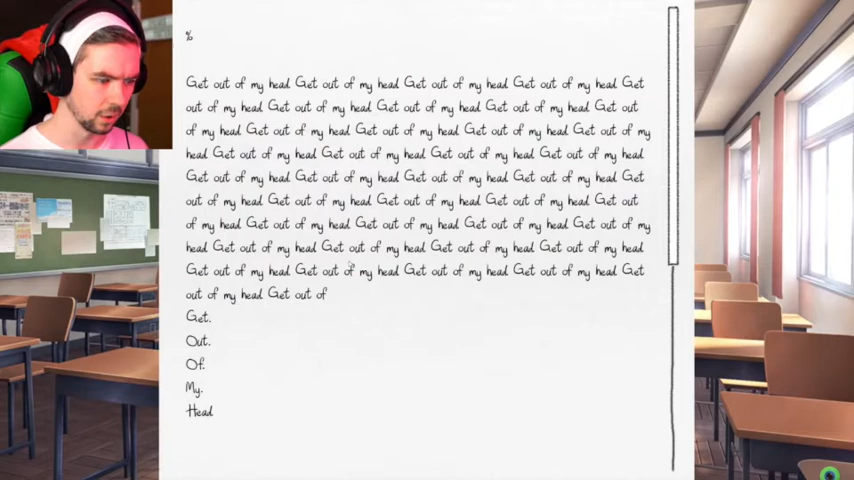 %
Get out of my head Get out of my head Get out of my head Get out of my head Get
out of my head Get out of my head Get out of my head Get out of my head Get out
of my head Get out of my head Get out of my head Get out of my head Get out of my
head Get out of my head Get out of my head Get out of my head Get out of my head
Get out of my head Get out of my head Get out of my head Get out of my head Get
out of my head Get out of my head Get out of my head Get out of my head Get out
of my head Get out of my head Get out of my head Get out of my head Get out of my
head Get out of my head Get out of my head Get out of my head Get out of my head
Get out of my head Get out of my head Get out of my head Get out of my head Get
out of my head Get out of
Get.
Out.
Of.
My.
Head